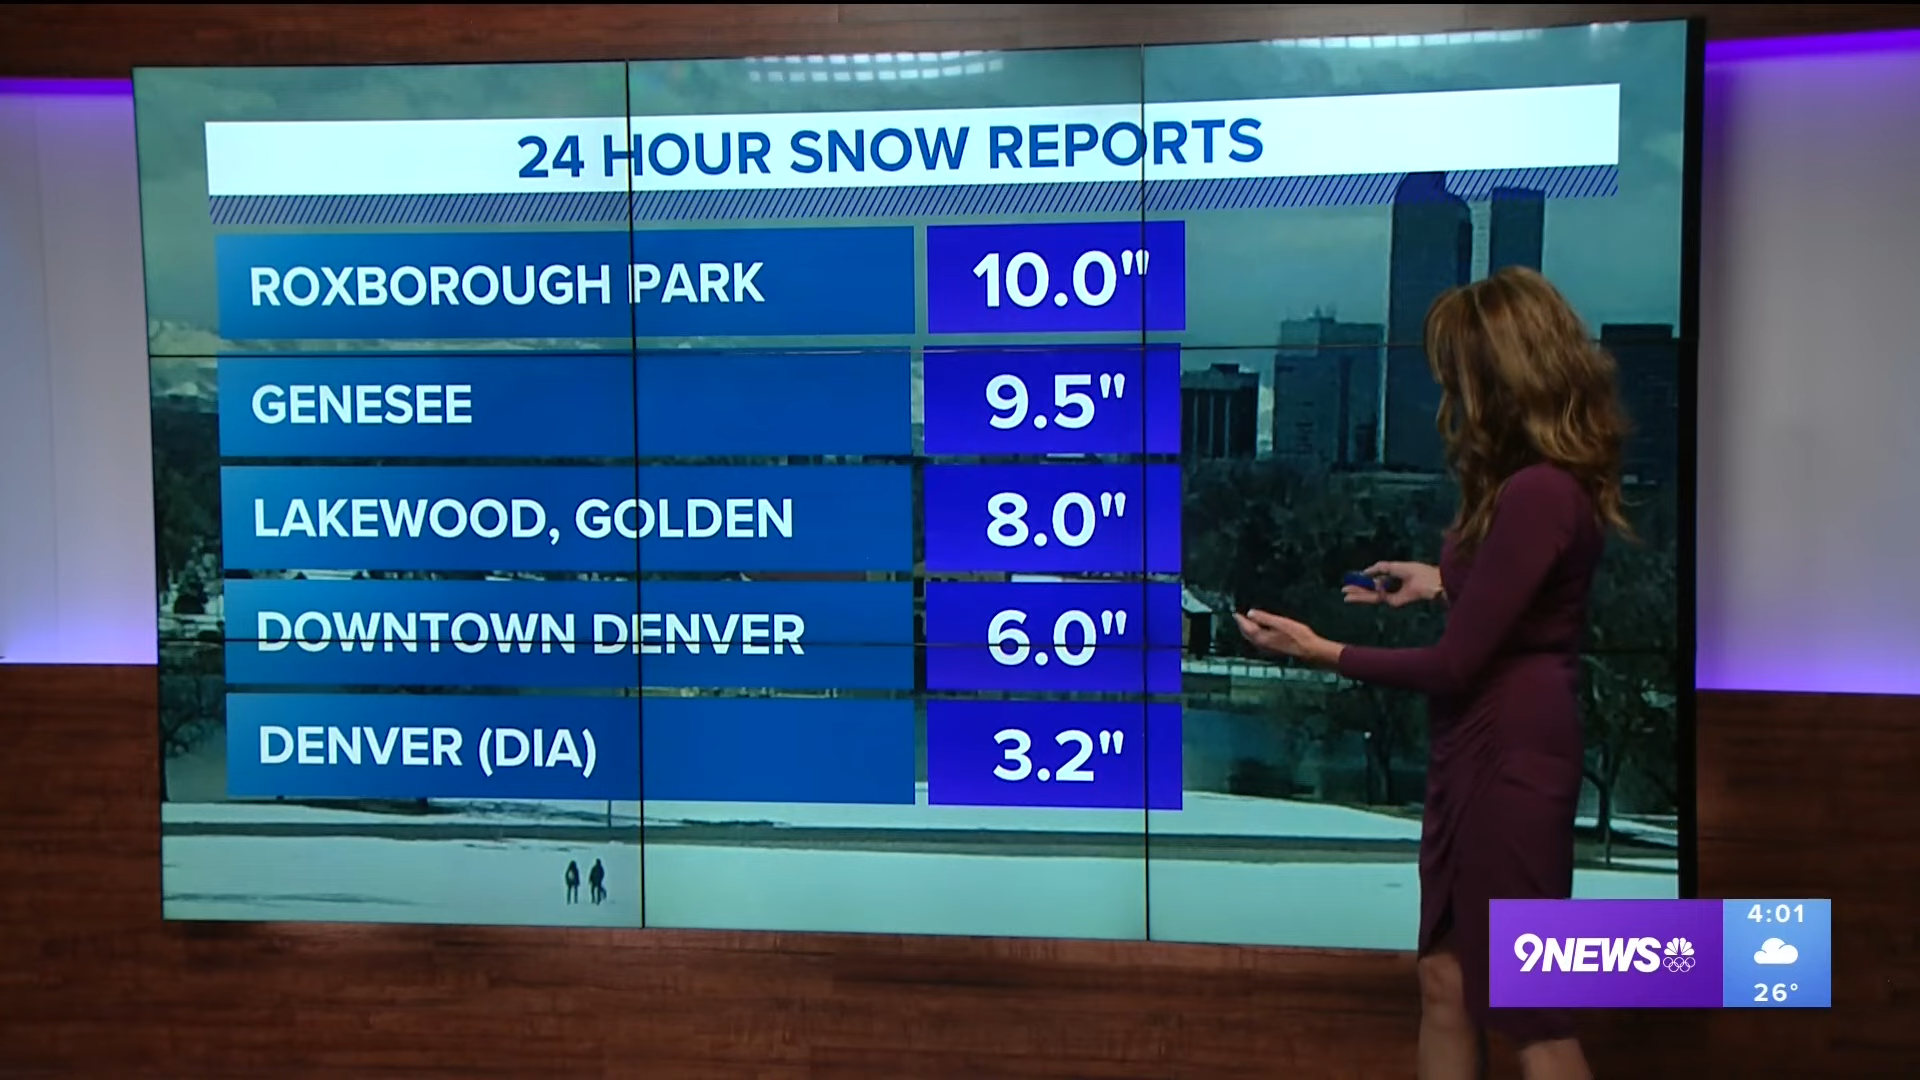 24 HOUR SNOW REPORTS
ROXBOROUGH PARK 10.0"
GENESEE 9.5"
LAKEWOOD, GOLDEN 8.0"
DOWNTOWN DENVER 6.0"
DENVER (DIA) 3.2"
9NEWS 4:01
26°